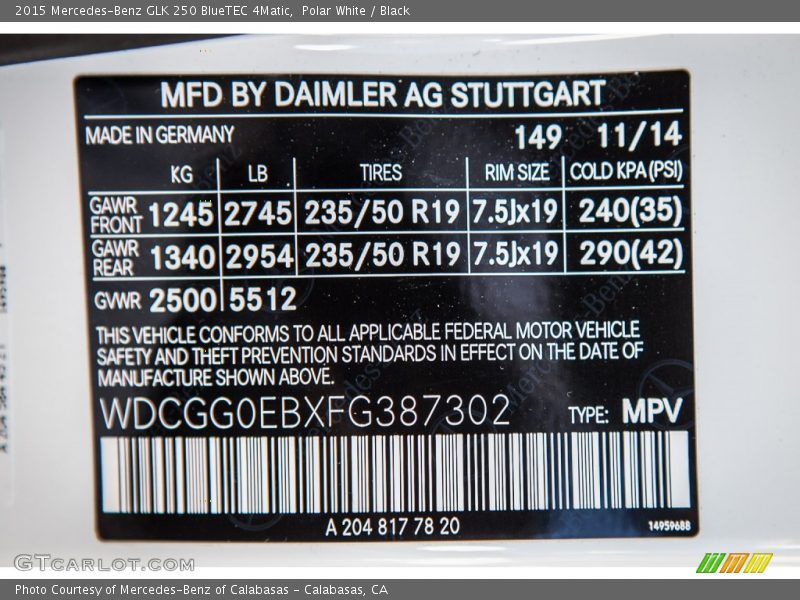 2015 Mercedes-Benz GLK 250 BlueTEC 4Matic, Polar White / Black
MFD BY DAIMLER AG STUTTGART
MADE IN GERMANY 149 11/14
KG LB TIRES RIM SIZE COLD KPA(PSI)
GAWR FRONT 1245 2745 235/50 R19 7.5Jx19 240(35)
GAWR REAR 1340 2954 235/50 R19 7.5Jx19 290(42)
GVWR 2500 5512
THIS VEHICLE CONFORMS TO ALL APPLICABLE FEDERAL MOTOR VEHICLE
SAFETY AND THEFT PREVENTION STANDARDS IN EFFECT ON THE DATE OF
MANUFACTURE SHOWN ABOVE.
WDCGG0EBXFG387302 TYPE: MPV
A 204 817 78 20
14959688
GTCARLOT.COM
Photo Courtesy of Mercedes-Benz of Calabasas - Calabasas, CA